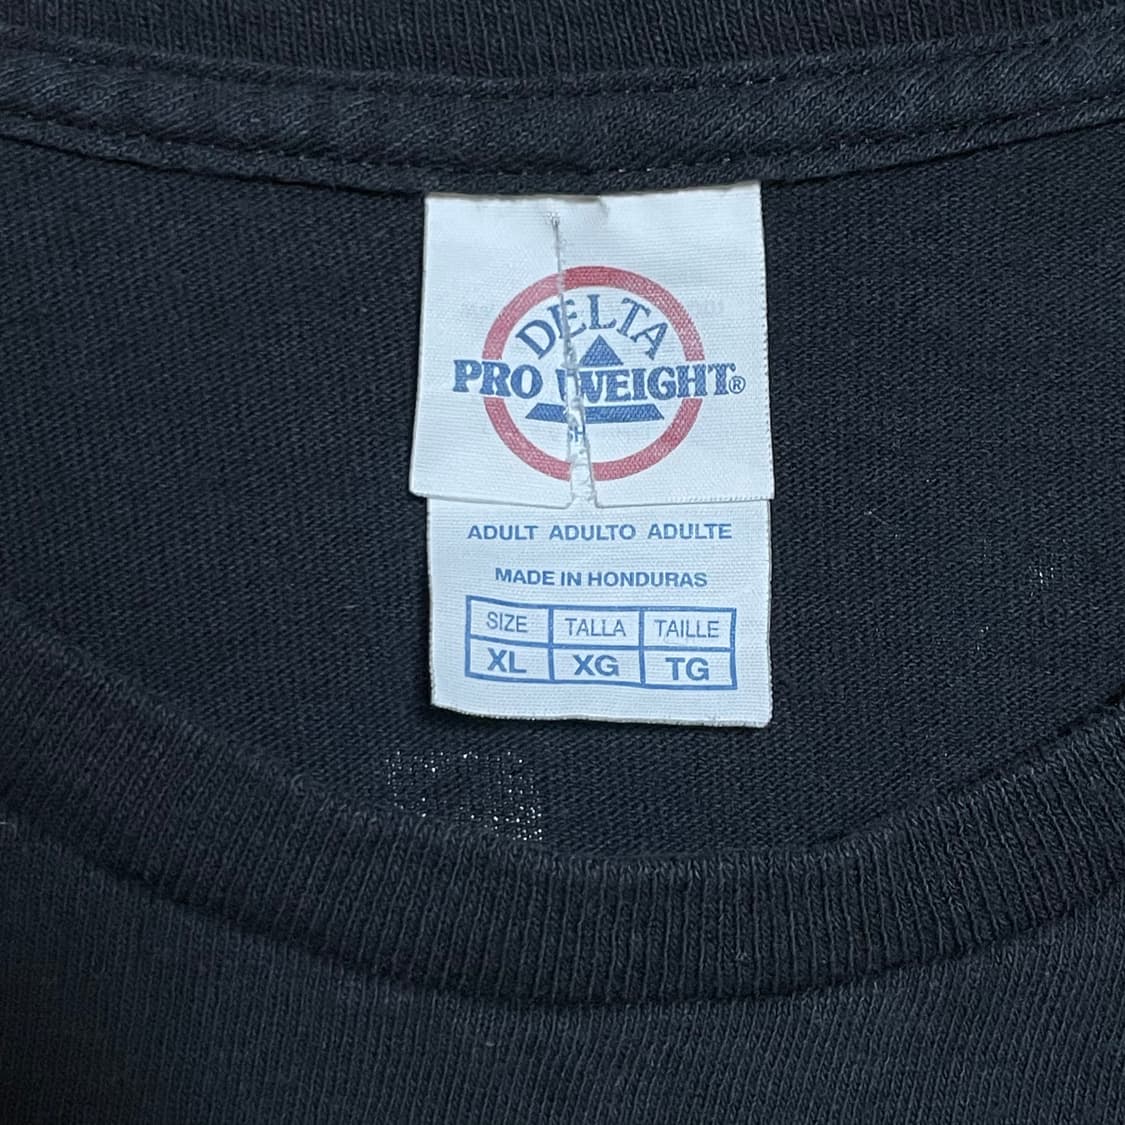 DELTA
PRO WEIGHT®
ADULT ADULTO ADULTE
MADE IN HONDURAS
SIZE TALLA TAILLE
XL XG TG